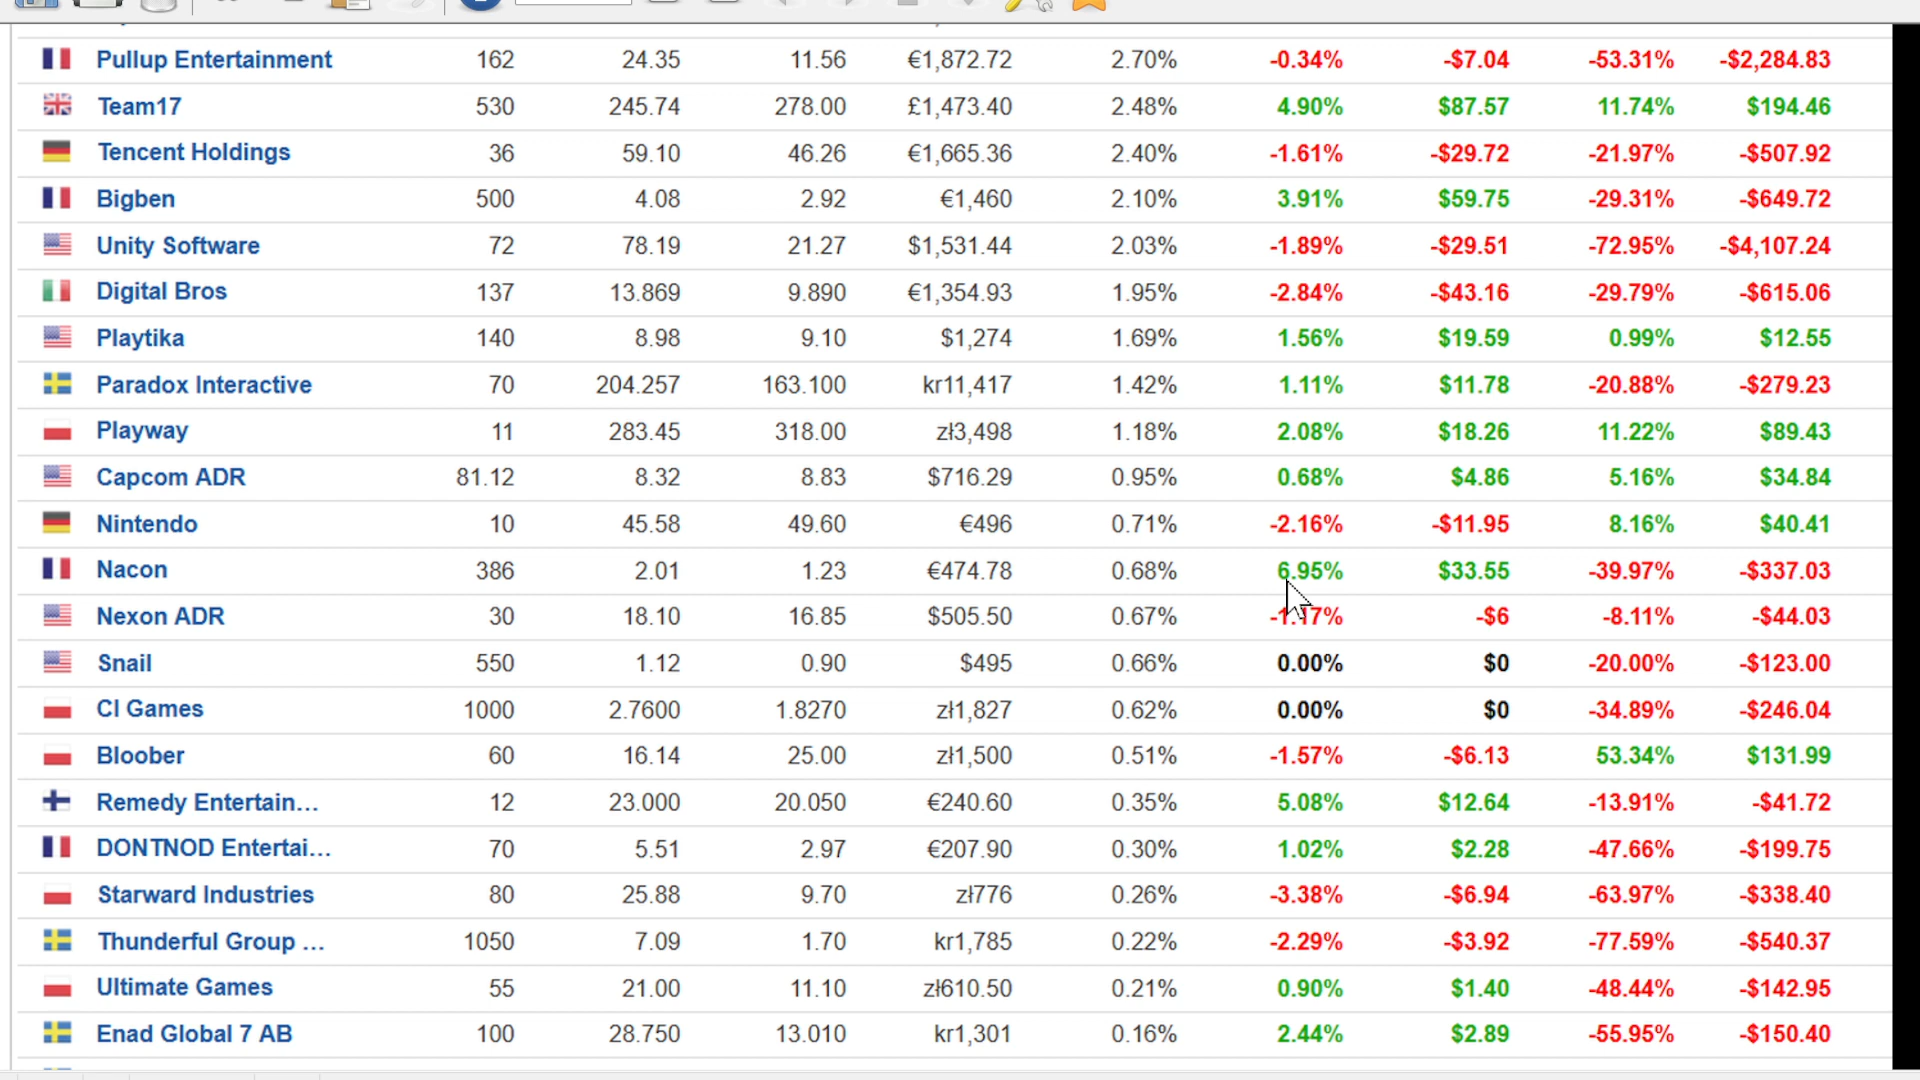 Pullup Entertainment 162 24.35 11.56 €1,872.72 2.70% -0.34% -$7.04 -53.31% -$2,284.83
Team17 530 245.74 278.00 £1,473.40 2.48% 4.90% $87.57 11.74% $194.46
Tencent Holdings 36 59.10 46.26 €1,665.36 2.40% -1.61% -$29.72 -21.97% -$507.92
Bigben 500 4.08 2.92 €1,460 2.10% 3.91% $59.75 -29.31% -$649.72
Unity Software 72 78.19 21.27 $1,531.44 2.03% -1.89% -$29.51 -72.95% -$4,107.24
Digital Bros 137 13.869 9.890 €1,354.93 1.95% -2.84% -$43.16 -29.79% -$615.06
Playtika 140 8.98 9.10 $1,274 1.69% 1.56% $19.59 0.99% $12.55
Paradox Interactive 70 204.257 163.100 kr11,417 1.42% 1.11% $11.78 -20.88% -$279.23
Playway 11 283.45 318.00 zł3,498 1.18% 2.08% $18.26 11.22% $89.43
Capcom ADR 81.12 8.32 8.83 $716.29 0.95% 0.68% $4.86 5.16% $34.84
Nintendo 10 45.58 49.60 €496 0.71% -2.16% -$11.95 8.16% $40.41
Nacon 386 2.01 1.23 €474.78 0.68% 6.95% $33.55 -39.97% -$337.03
Nexon ADR 30 18.10 16.85 $505.50 0.67% -1.17% -$6 -8.11% -$44.03
Snail 550 1.12 0.90 $495 0.66% 0.00% $0 -20.00% -$123.00
CI Games 1000 2.7600 1.8270 zł1,827 0.62% 0.00% $0 -34.89% -$246.04
Bloober 60 16.14 25.00 zł1,500 0.51% -1.57% -$6.13 53.34% $131.99
Remedy Entertain... 12 23.000 20.050 €240.60 0.35% 5.08% $12.64 -13.91% -$41.72
DONTNOD Entertai... 70 5.51 2.97 €207.90 0.30% 1.02% $2.28 -47.66% -$199.75
Starward Industries 80 25.88 9.70 zł776 0.26% -3.38% -$6.94 -63.97% -$338.40
Thunderful Group ... 1050 7.09 1.70 kr1,785 0.22% -2.29% -$3.92 -77.59% -$540.37
Ultimate Games 55 21.00 11.10 zł610.50 0.21% 0.90% $1.40 -48.44% -$142.95
Enad Global 7 AB 100 28.750 13.010 kr1,301 0.16% 2.44% $2.89 -55.95% -$150.40